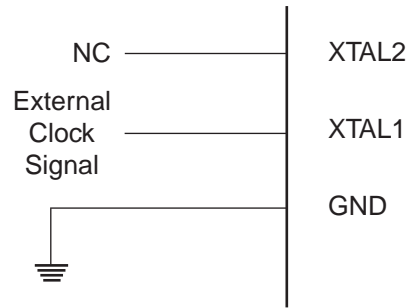 NC
XTAL2
External
Clock
Signal
XTAL1
GND